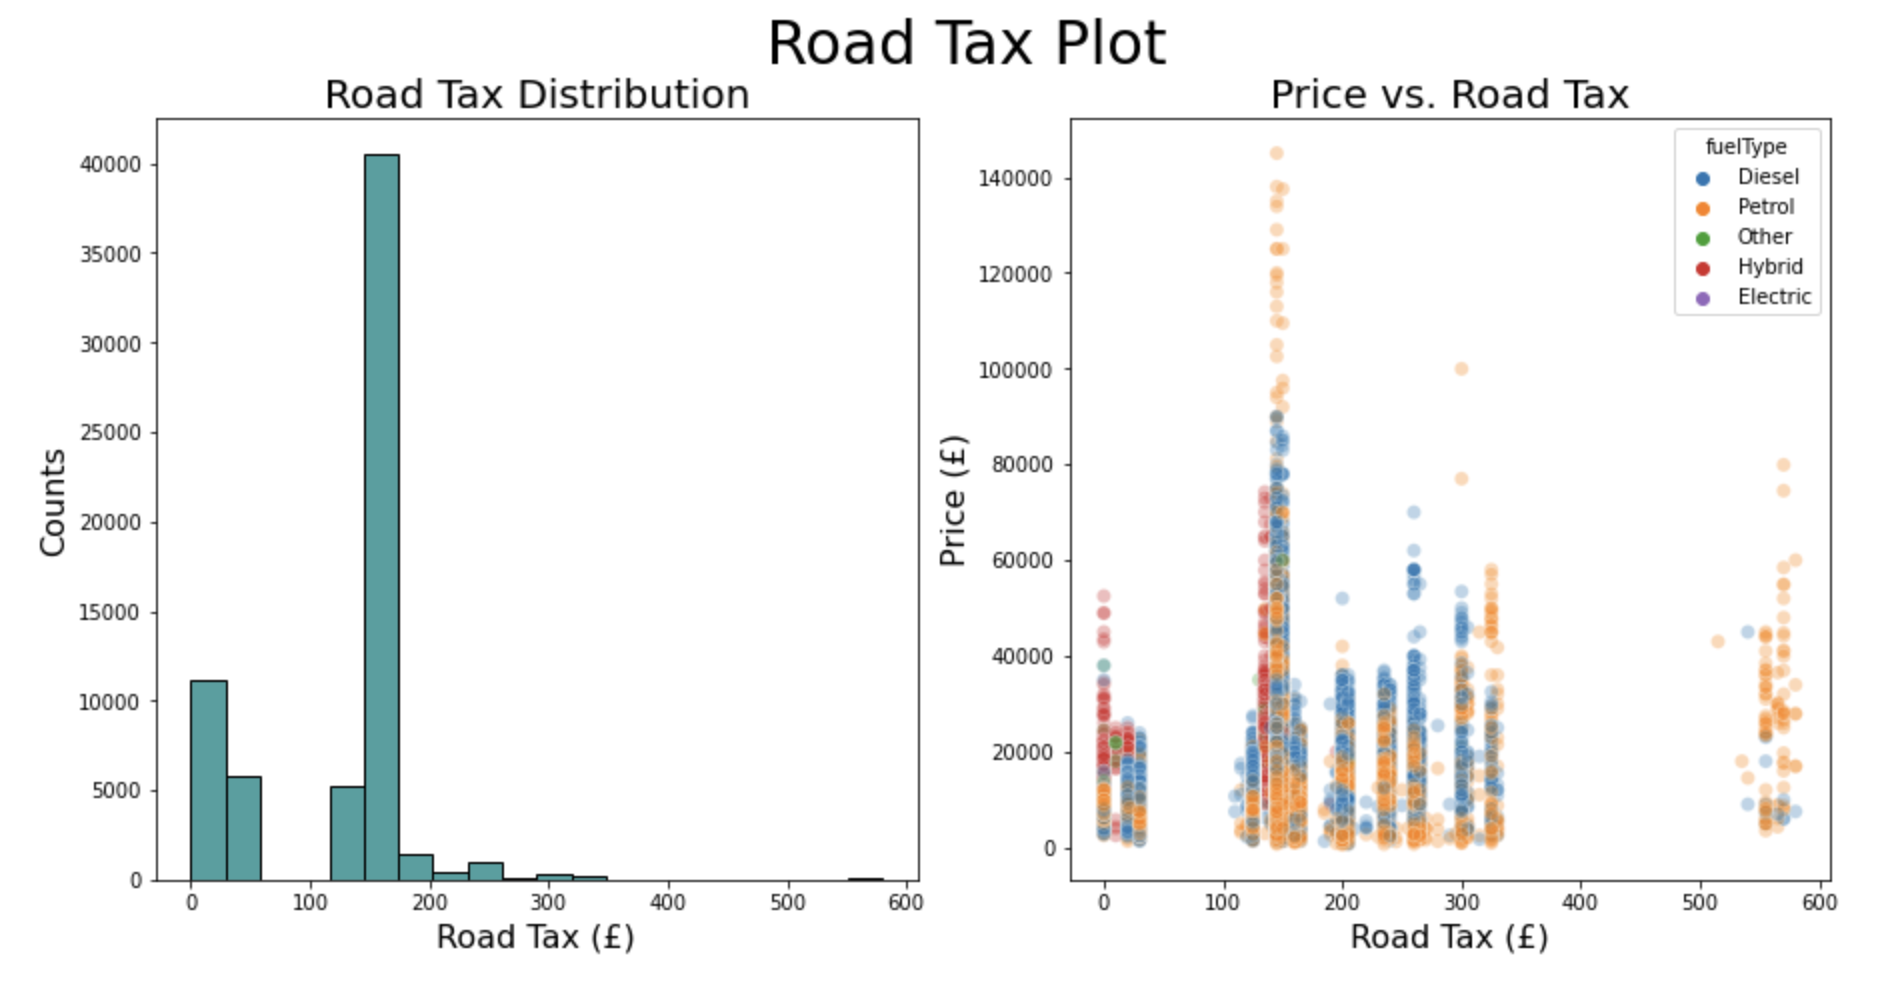 Road Tax Plot
Road Tax Distribution
40000
35000
30000
25000
20000
15000
10000
5000
0
Counts
0 100 200 300 400 500 600
Road Tax (£)
Price vs. Road Tax
140000
120000
100000
80000
60000
40000
20000
0
Price (£)
0 100 200 300 400 500 600
Road Tax (£)
fuelType
Diesel
Petrol
Other
Hybrid
Electric